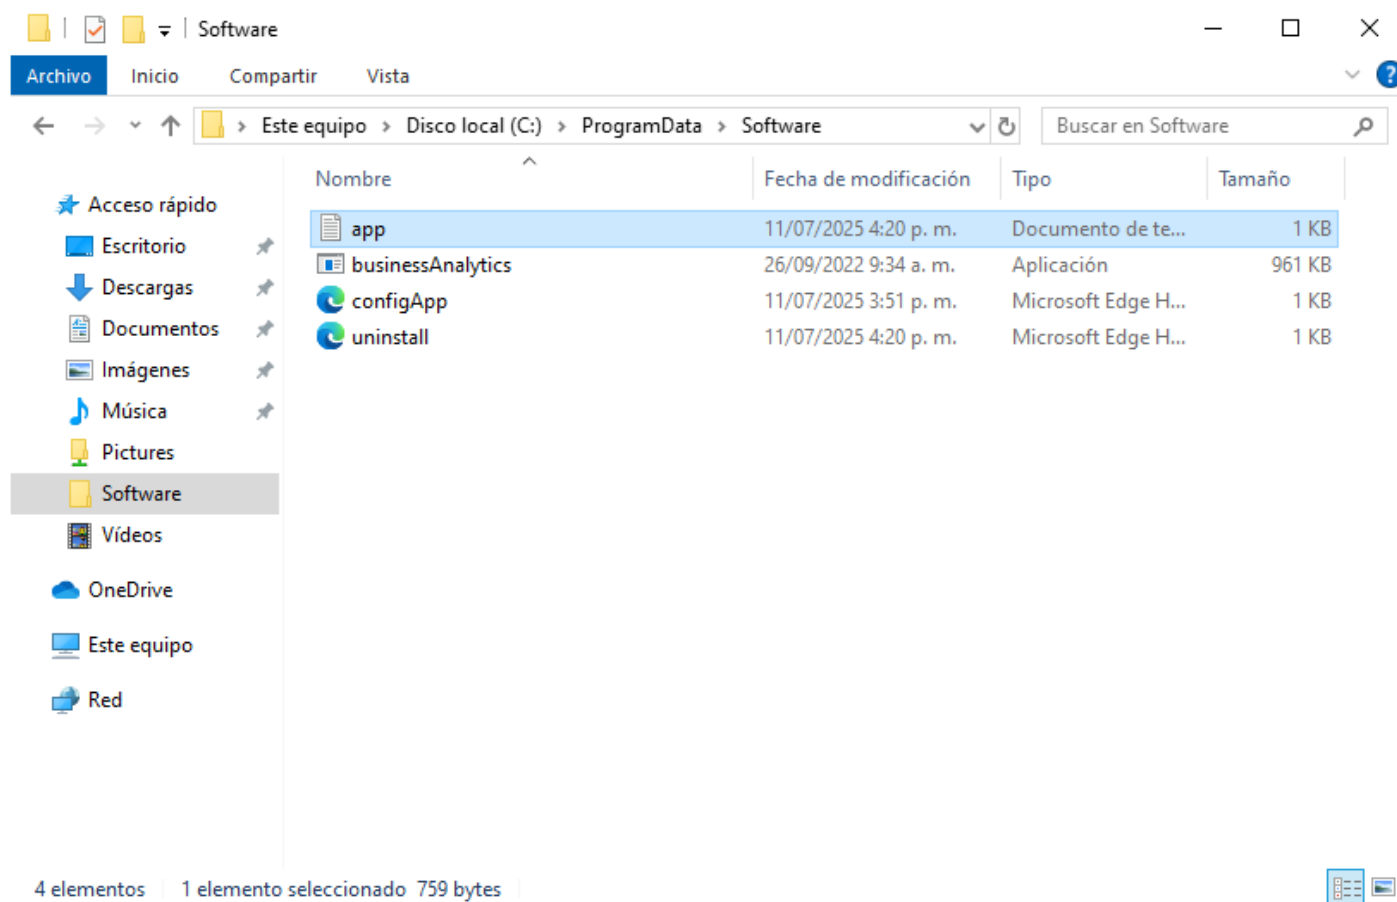 Software
Archivo Inicio Compartir Vista
Este equipo Disco local (C:) ProgramData Software Buscar en Software
Nombre Fecha de modificación Tipo Tamaño
app 11/07/2025 4:20 p. m. Documento de te... 1 KB
businessAnalytics 26/09/2022 9:34 a. m. Aplicación 961 KB
configApp 11/07/2025 3:51 p. m. Microsoft Edge H... 1 KB
uninstall 11/07/2025 4:20 p. m. Microsoft Edge H... 1 KB
Acceso rápido
Escritorio
Descargas
Documentos
Imágenes
Música
Pictures
Software
Vídeos
OneDrive
Este equipo
Red
4 elementos 1 elemento seleccionado 759 bytes